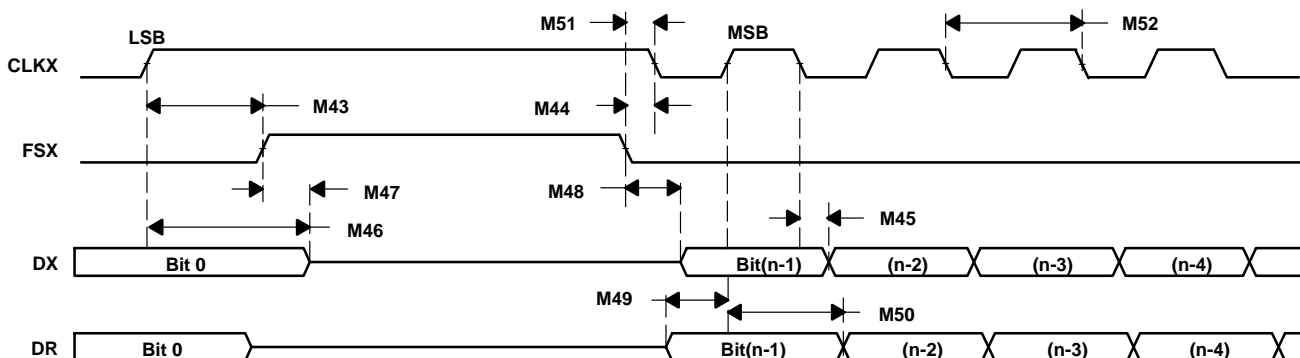 M51
MSB
M52
LSB
CLKX
M43
M44
FSX
M47
M48
M46
M45
DX
Bit 0
Bit(n-1)
(n-2)
(n-3)
(n-4)
M49
M50
DR
Bit 0
Bit(n-1)
(n-2)
(n-3)
(n-4)